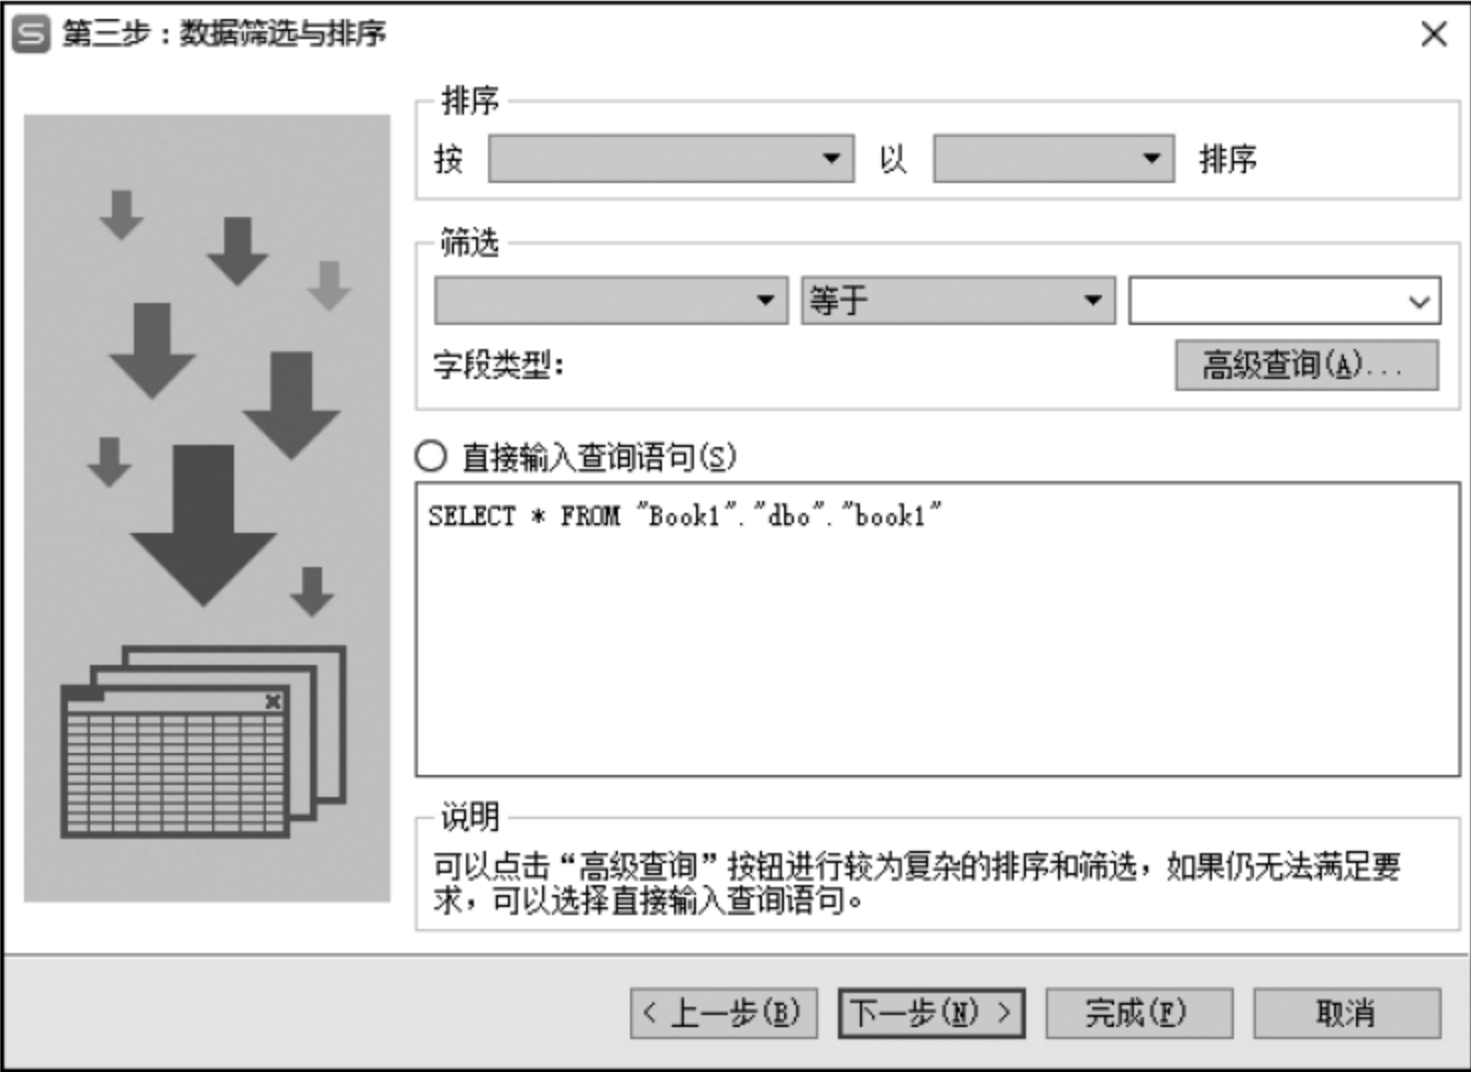 第三步：数据筛选与排序
排序
按 以 排序
筛选
等于
字段类型：
高级查询(A)...
直接输入查询语句(S)
SELECT * FROM "Book1"."dbo"."book1"
说明
可以点击“高级查询”按钮进行较为复杂的排序和筛选，如果仍无法满足要
求，可以选择直接输入查询语句。
< 上一步(B) 下一步(N) > 完成(F) 取消